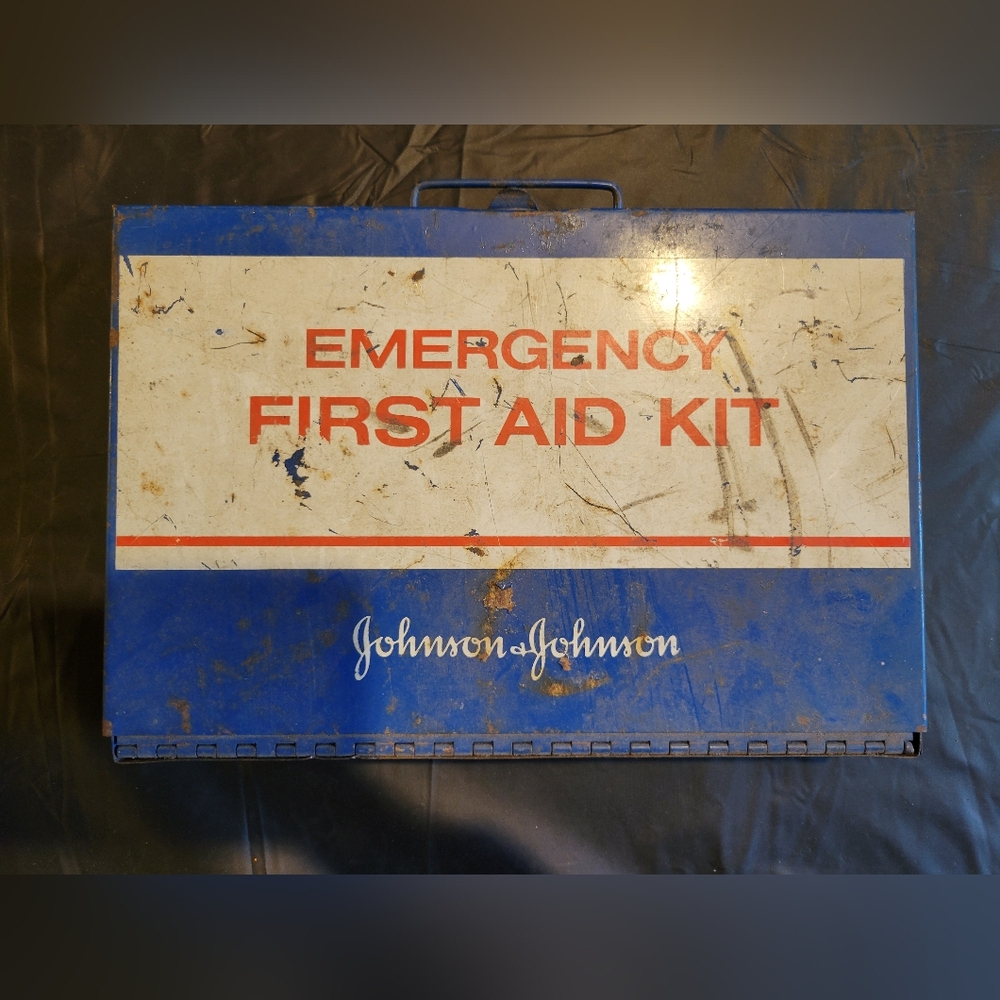 EMERGENCY
FIRST AID KIT
Johnson & Johnson